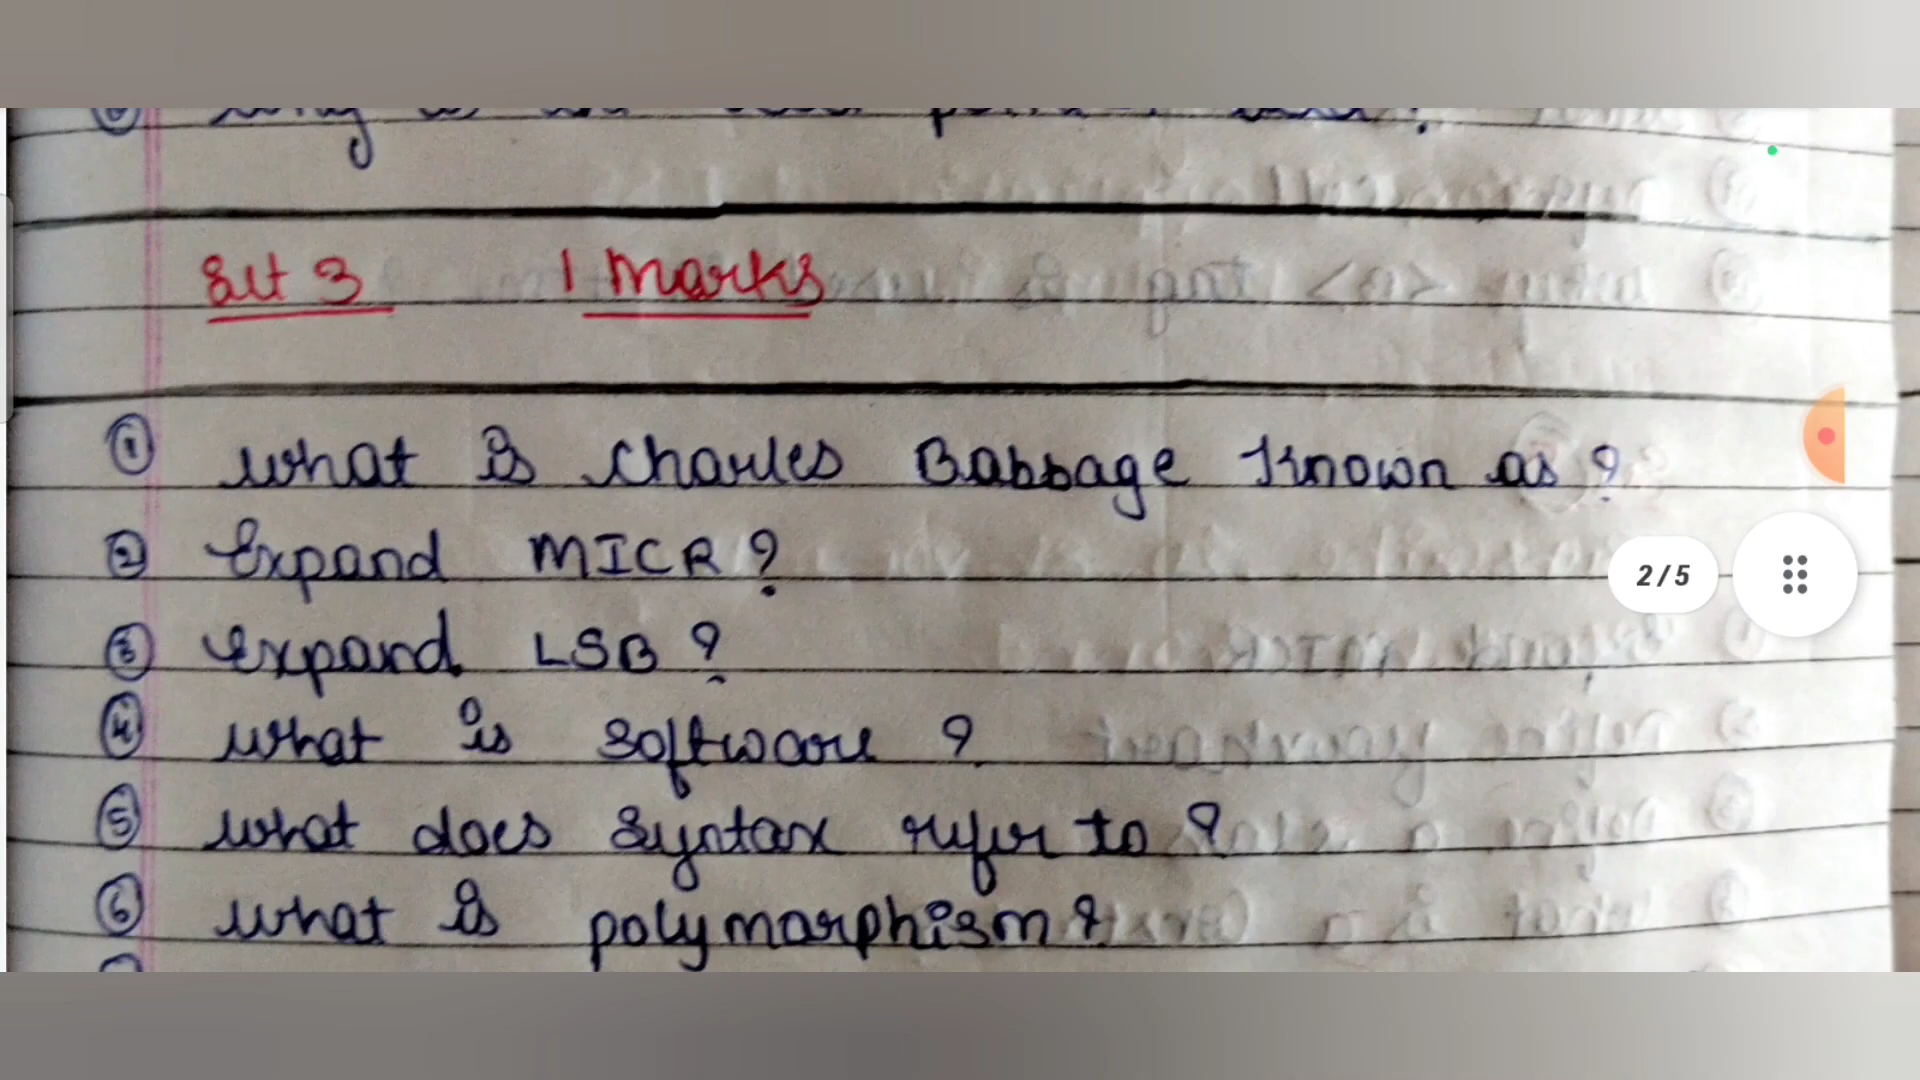 Set 3 1 Marks
① what is Charles Babbage Known as ?
② Expand MICR ?
③ Expand LSB ?
④ what is Software ?
⑤ what does Syntax refer to ?
⑥ what is polymorphism ?
2/5